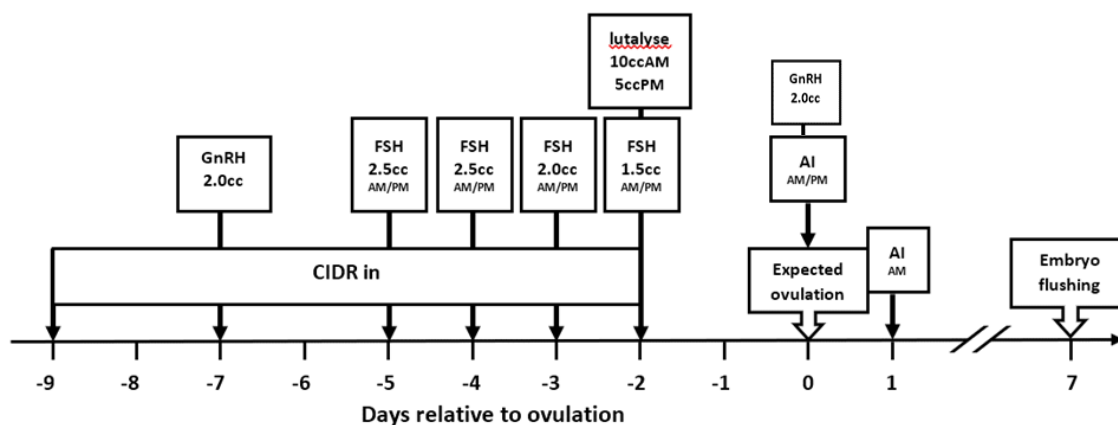 lutalyse
10ccAM
5ccPM
GnRH
2.0cc
GnRH
2.0cc
FSH
2.5cc
AM/PM
FSH
2.5cc
AM/PM
FSH
2.0cc
AM/PM
FSH
1.5cc
AM/PM
AI
AM/PM
CIDR in
Expected
ovulation
AI
AM
Embryo
flushing
-9 -8 -7 -6 -5 -4 -3 -2 -1 0 1 7
Days relative to ovulation